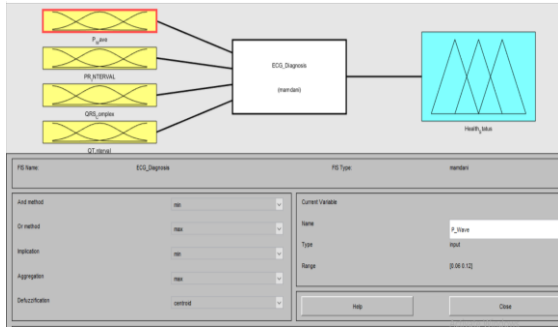 P_wave
PR_INTERVAL
QRS_complex
QT_interval
ECG_Diagnosis
(mamdani)
Health_Status
FIS Name: ECG_Diagnosis FIS Type: mamdani
And method min
Or method max
Implication min
Aggregation max
Defuzzification centroid
Current Variable
Name P_Wave
Type input
Range [0.06 0.12]
Help Close